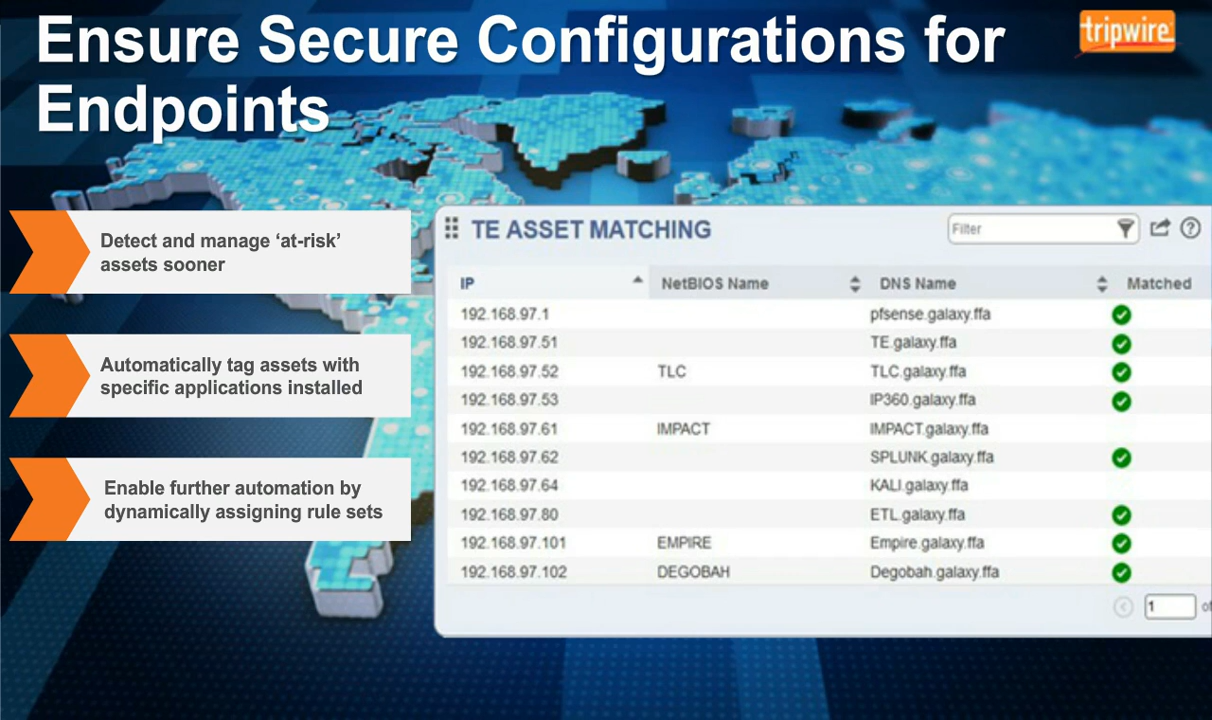 Ensure Secure Configurations for
Endpoints
tripwire
Detect and manage ‘at-risk’
assets sooner
Automatically tag assets with
specific applications installed
Enable further automation by
dynamically assigning rule sets
TE ASSET MATCHING
Filter
?
IP NetBIOS Name DNS Name Matched
192.168.97.1 pfsense.galaxy.ffa
192.168.97.51 TE.galaxy.ffa
192.168.97.52 TLC TLC.galaxy.ffa
192.168.97.53 IP360.galaxy.ffa
192.168.97.61 IMPACT IMPACT.galaxy.ffa
192.168.97.62 SPLUNK.galaxy.ffa
192.168.97.64 KALI.galaxy.ffa
192.168.97.80 ETL.galaxy.ffa
192.168.97.101 EMPIRE Empire.galaxy.ffa
192.168.97.102 DEGOBAH Degobah.galaxy.ffa
1